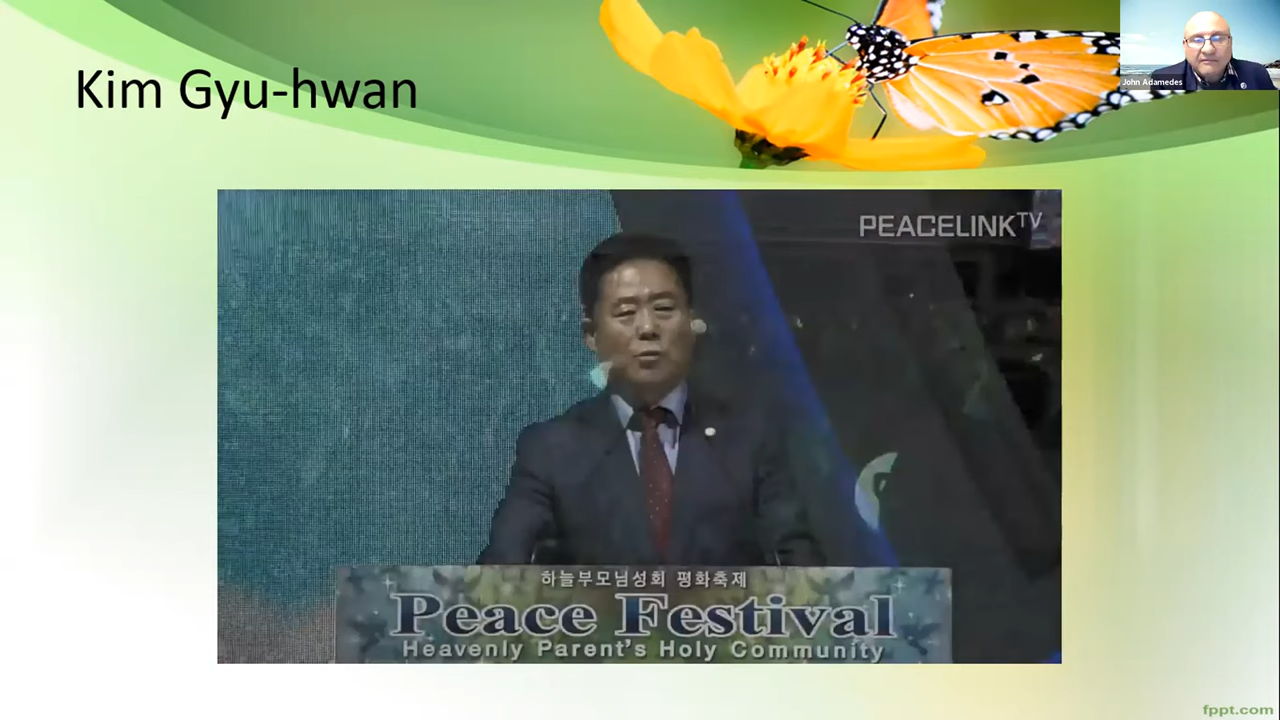 Kim Gyu-hwan
John Adamedes
PEACELINK TV
하늘부모님성회 평화축제
Peace Festival
Heavenly Parent's Holy Community
fppt.com